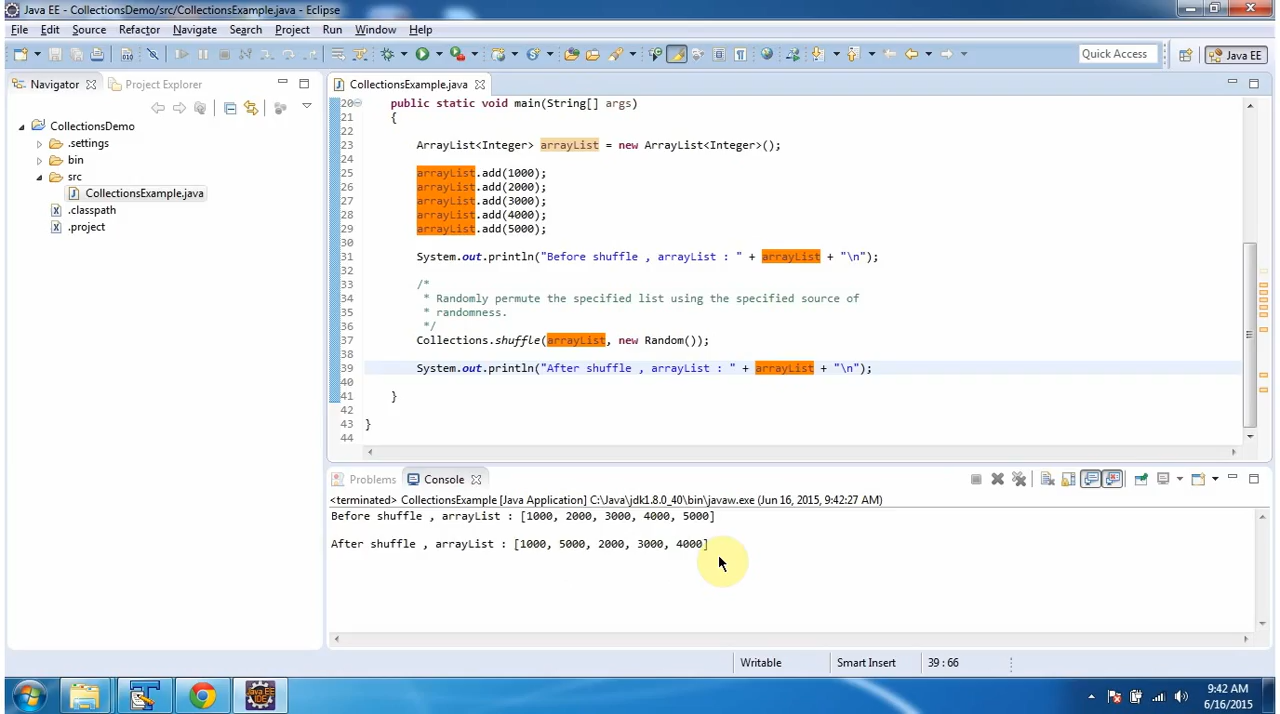 Java EE - CollectionsDemo/src/CollectionsExample.java - Eclipse
File Edit Source Refactor Navigate Search Project Run Window Help
Quick Access
Java EE
Navigator
Project Explorer
CollectionsExample.java
CollectionsDemo
.settings
bin
src
CollectionsExample.java
.classpath
.project
20 public static void main(String[] args)
21 {
22
23 ArrayList<Integer> arrayList = new ArrayList<Integer>();
24
25 arrayList.add(1000);
26 arrayList.add(2000);
27 arrayList.add(3000);
28 arrayList.add(4000);
29 arrayList.add(5000);
30
31 System.out.println("Before shuffle , arrayList : " + arrayList + "\n");
32
33 /*
34 * Randomly permute the specified list using the specified source of
35 * randomness.
36 */
37 Collections.shuffle(arrayList, new Random());
38
39 System.out.println("After shuffle , arrayList : " + arrayList + "\n");
40
41 }
42
43 }
44
Problems
Console
<terminated> CollectionsExample [Java Application] C:\Java\jdk1.8.0_40\bin\javaw.exe (Jun 16, 2015, 9:42:27 AM)
Before shuffle , arrayList : [1000, 2000, 3000, 4000, 5000]
After shuffle , arrayList : [1000, 5000, 2000, 3000, 4000]
Writable
Smart Insert
39 : 66
Java EE
IDE
9:42 AM
6/16/2015